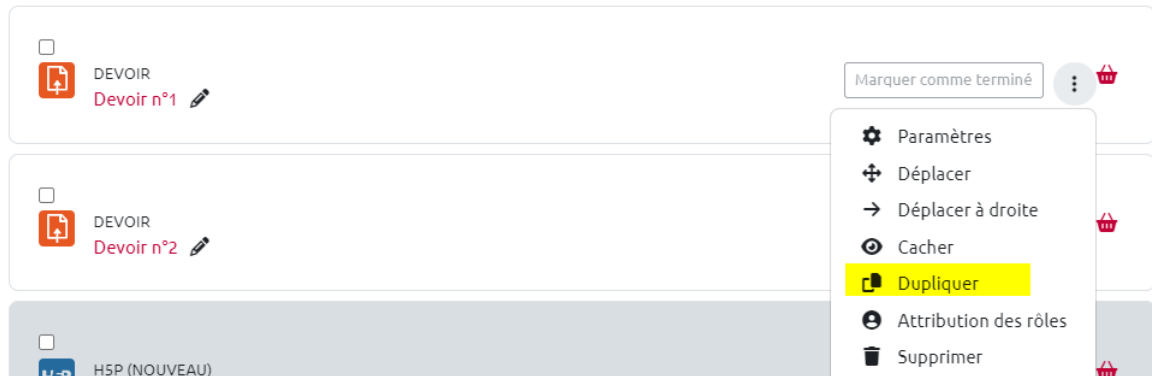 DEVOIR
Devoir n°1
Marquer comme terminé
Paramètres
Déplacer
Déplacer à droite
DEVOIR
Devoir n°2
Cacher
Dupliquer
Attribution des rôles
Supprimer
H5P (NOUVEAU)